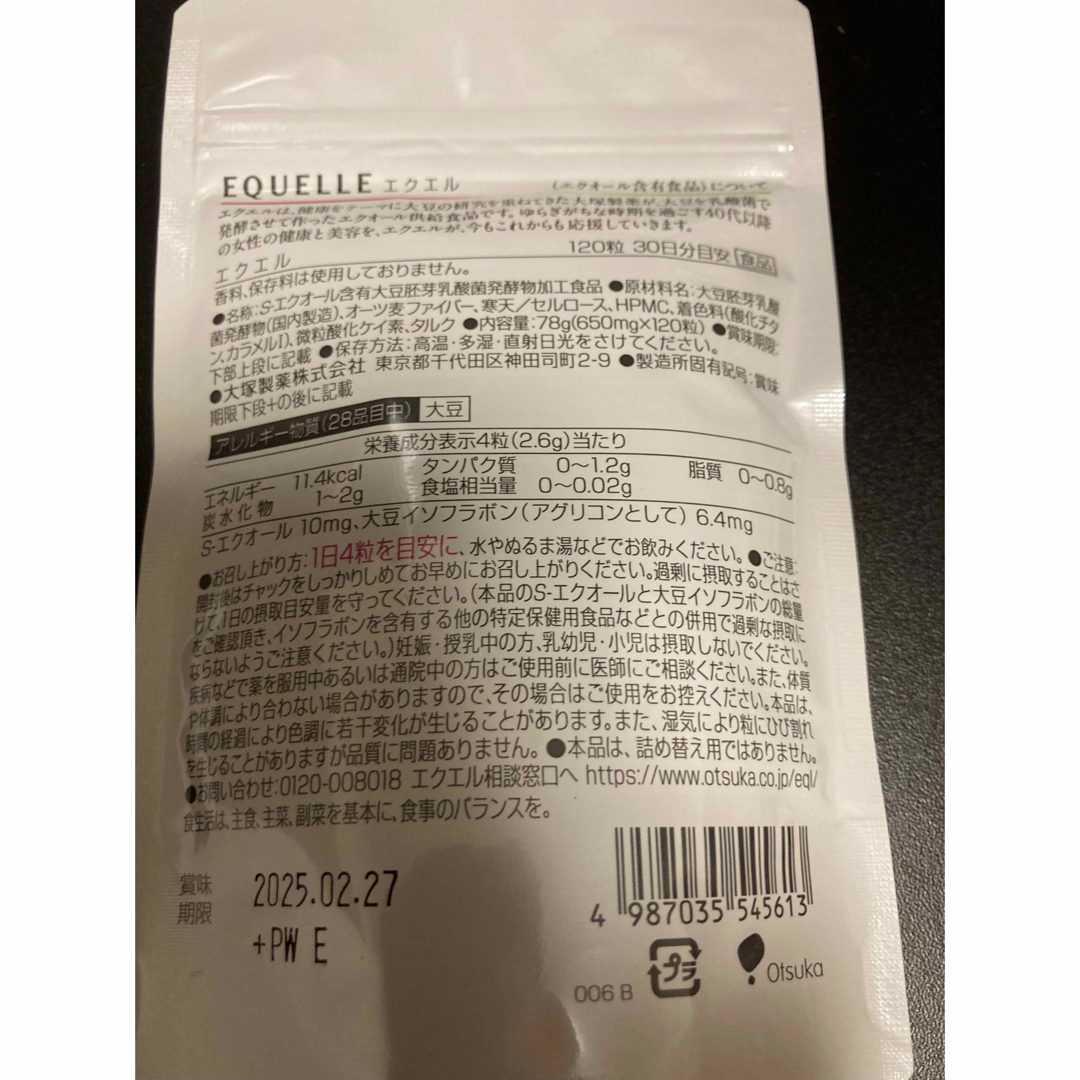 EQUELLE エクエル (エクオール含有食品)について
エクエルは、健康をテーマに大豆の研究を重ねてきた大塚製薬が、大豆を乳酸菌で
発酵させて作ったエクオール供給食品です。ゆらぎがちな時期を過ごす40代以降
の女性の健康と美容を、エクエルが、今もこれからも応援していきます。
エクエル 120粒 30日分目安 食品
香料、保存料は使用しておりません。
●名称:S-エクオール含有大豆胚芽乳酸菌発酵物加工食品 ●原材料名:大豆胚芽乳酸
菌発酵物(国内製造)、オーツ麦ファイバー、寒天/セルロース、HPMC、着色料(酸化チタ
ン、カラメルI)、微粒酸化ケイ素、タルク ●内容量:78g(650mg×120粒) ●賞味期限:
下部上段に記載 ●保存方法:高温・多湿・直射日光をさけてください。
●大塚製薬株式会社 東京都千代田区神田司町2-9 ●製造所固有記号:賞味
期限下段+の後に記載
アレルギー物質(28品目中) 大豆
栄養成分表示4粒(2.6g)当たり
エネルギー 11.4kcal タンパク質 0〜1.2g 脂質 0〜0.8g
炭水化物 1〜2g 食塩相当量 0〜0.02g
S-エクオール 10mg、大豆イソフラボン(アグリコンとして) 6.4mg
●お召し上がり方:1日4粒を目安に、水やぬるま湯などでお飲みください。●ご注意:
開封後はチャックをしっかりしめてお早めにお召し上がりください。過剰に摂取することはさ
けて、1日の摂取目安量を守ってください。(本品のS-エクオールと大豆イソフラボンの総量
をご確認頂き、イソフラボンを含有する他の特定保健用食品などとの併用で過剰な摂取に
ならないようご注意ください。)妊娠・授乳中の方、乳幼児・小児は摂取しないでください。
疾病などで薬を服用中あるいは通院中の方はご使用前に医師にご相談ください。また、体質
や体調により合わない場合がありますので、その場合はご使用をお控えください。本品は、
時間の経過により色調に若干変化が生じることがあります。また、湿気により粒にひび割れ
を生じることがありますが品質に問題ありません。●本品は、詰め替え用ではありません。
●お問い合わせ:0120-008018 エクエル相談窓口へ https://www.otsuka.co.jp/eql/
食生活は、主食、主菜、副菜を基本に、食事のバランスを。
賞味
期限 2025.02.27
+PW E
4 987035 545613
プラ Otsuka
006 B